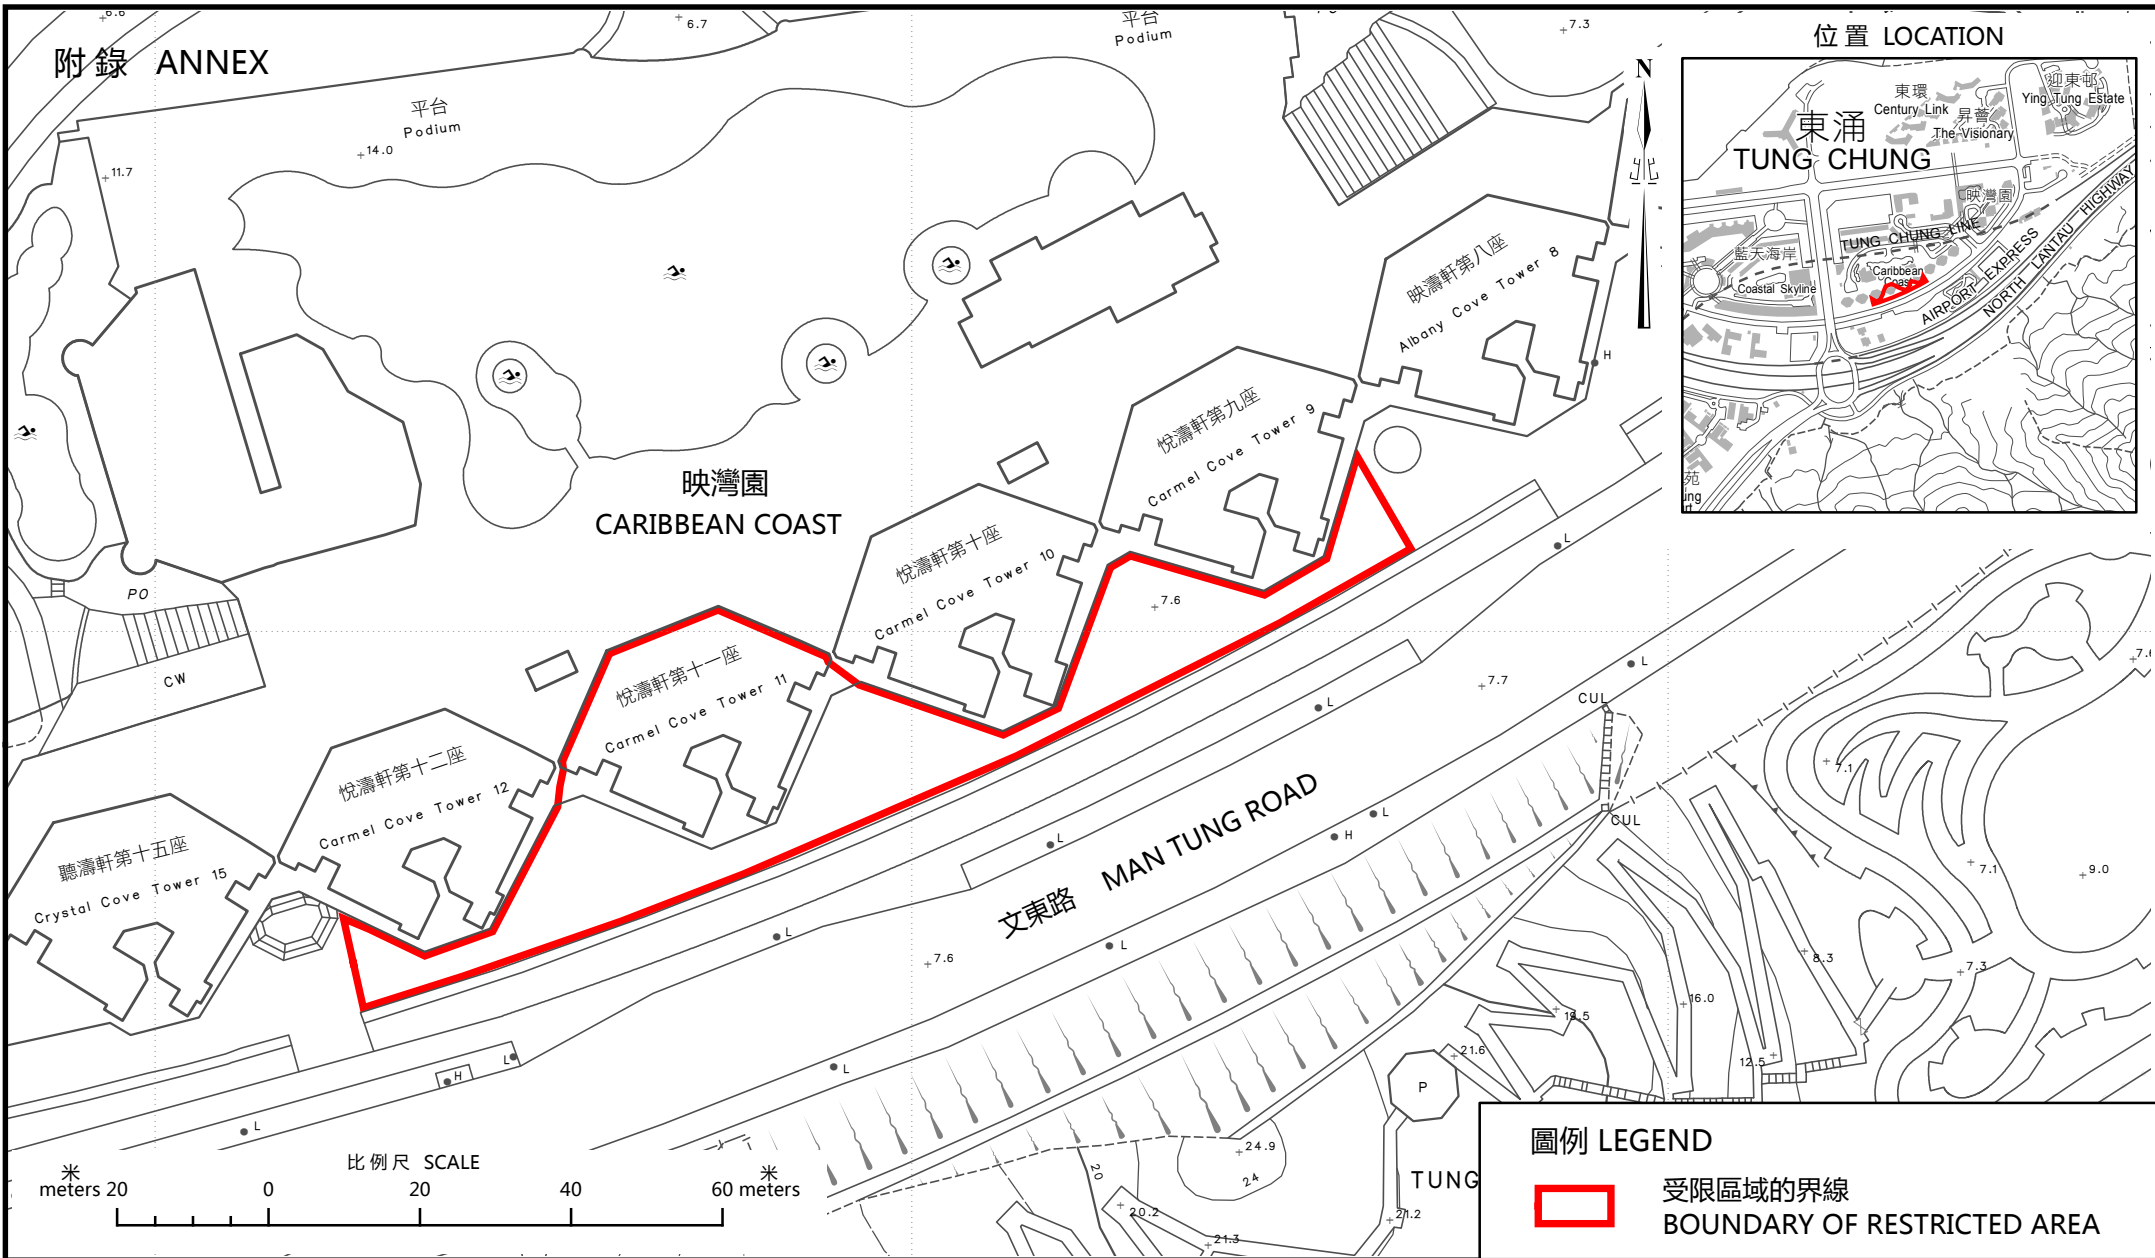 附錄 ANNEX
6.6
6.7
平台
Podium
7.3
位置 LOCATION
平台
Podium
14.0
11.7
N
東環
Century Link
迎東邨
Ying Tung Estate
昇薈
The Visionary
東涌
TUNG CHUNG
映灣園
TUNG CHUNG LINE
藍天海岸
Coastal Skyline
Caribbean
Coast
AIRPORT EXPRESS
NORTH LANTAU HIGHWAY
苑
ung
映濤軒第八座
Albany Cove Tower 8
H
悅濤軒第九座
Carmel Cove Tower 9
映灣園
CARIBBEAN COAST
悅濤軒第十座
Carmel Cove Tower 10
L
PO
7.6
悅濤軒第十一座
Carmel Cove Tower 11
CW
L
7.7
L
CUL
7.6
悅濤軒第十二座
Carmel Cove Tower 12
7.1
文東路 MAN TUNG ROAD
L
L
H
CUL
聽濤軒第十五座
Crystal Cove Tower 15
7.1
9.0
L
L
7.6
8.3
7.3
16.0
19.5
L
H
L
21.6
12.5
P
L
24.9
24
20
20.2
21.3
21.2
TUNG
比例尺 SCALE
米
meters 20 0 20 40 60 meters
米
圖例 LEGEND
受限區域的界線
BOUNDARY OF RESTRICTED AREA